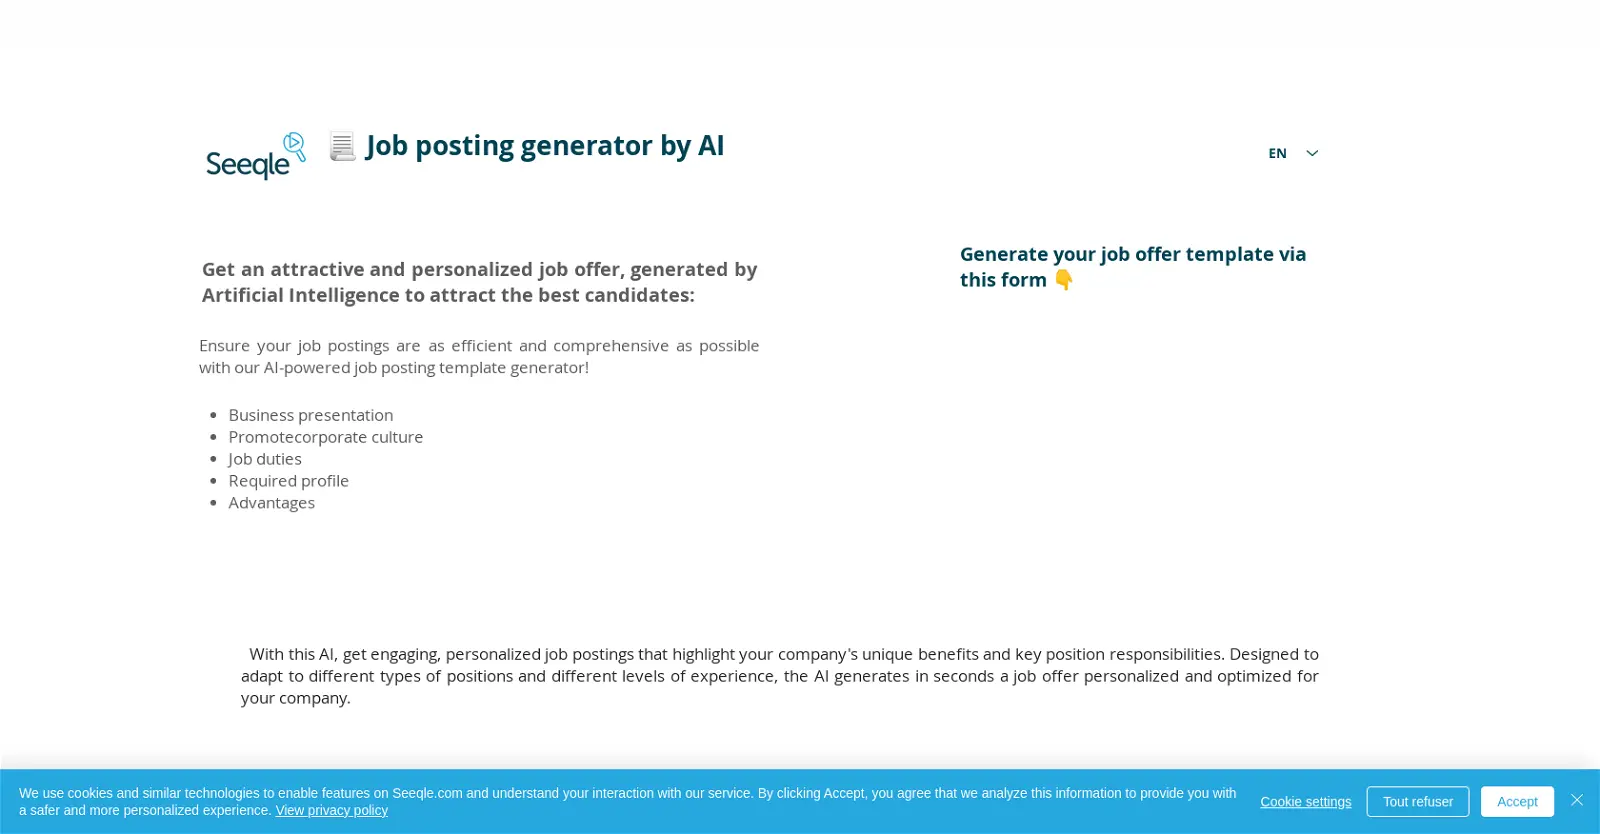 Seeqle
📃 Job posting generator by AI
EN
Get an attractive and personalized job offer, generated by
Artificial Intelligence to attract the best candidates:
Ensure your job postings are as efficient and comprehensive as possible
with our AI-powered job posting template generator!
• Business presentation
• Promotecorporate culture
• Job duties
• Required profile
• Advantages
Generate your job offer template via
this form 👇
With this AI, get engaging, personalized job postings that highlight your company's unique benefits and key position responsibilities. Designed to
adapt to different types of positions and different levels of experience, the AI generates in seconds a job offer personalized and optimized for
your company.
We use cookies and similar technologies to enable features on Seeqle.com and understand your interaction with our service. By clicking Accept, you agree that we analyze this information to provide you with
a safer and more personalized experience. View privacy policy
Cookie settings
Tout refuser
Accept